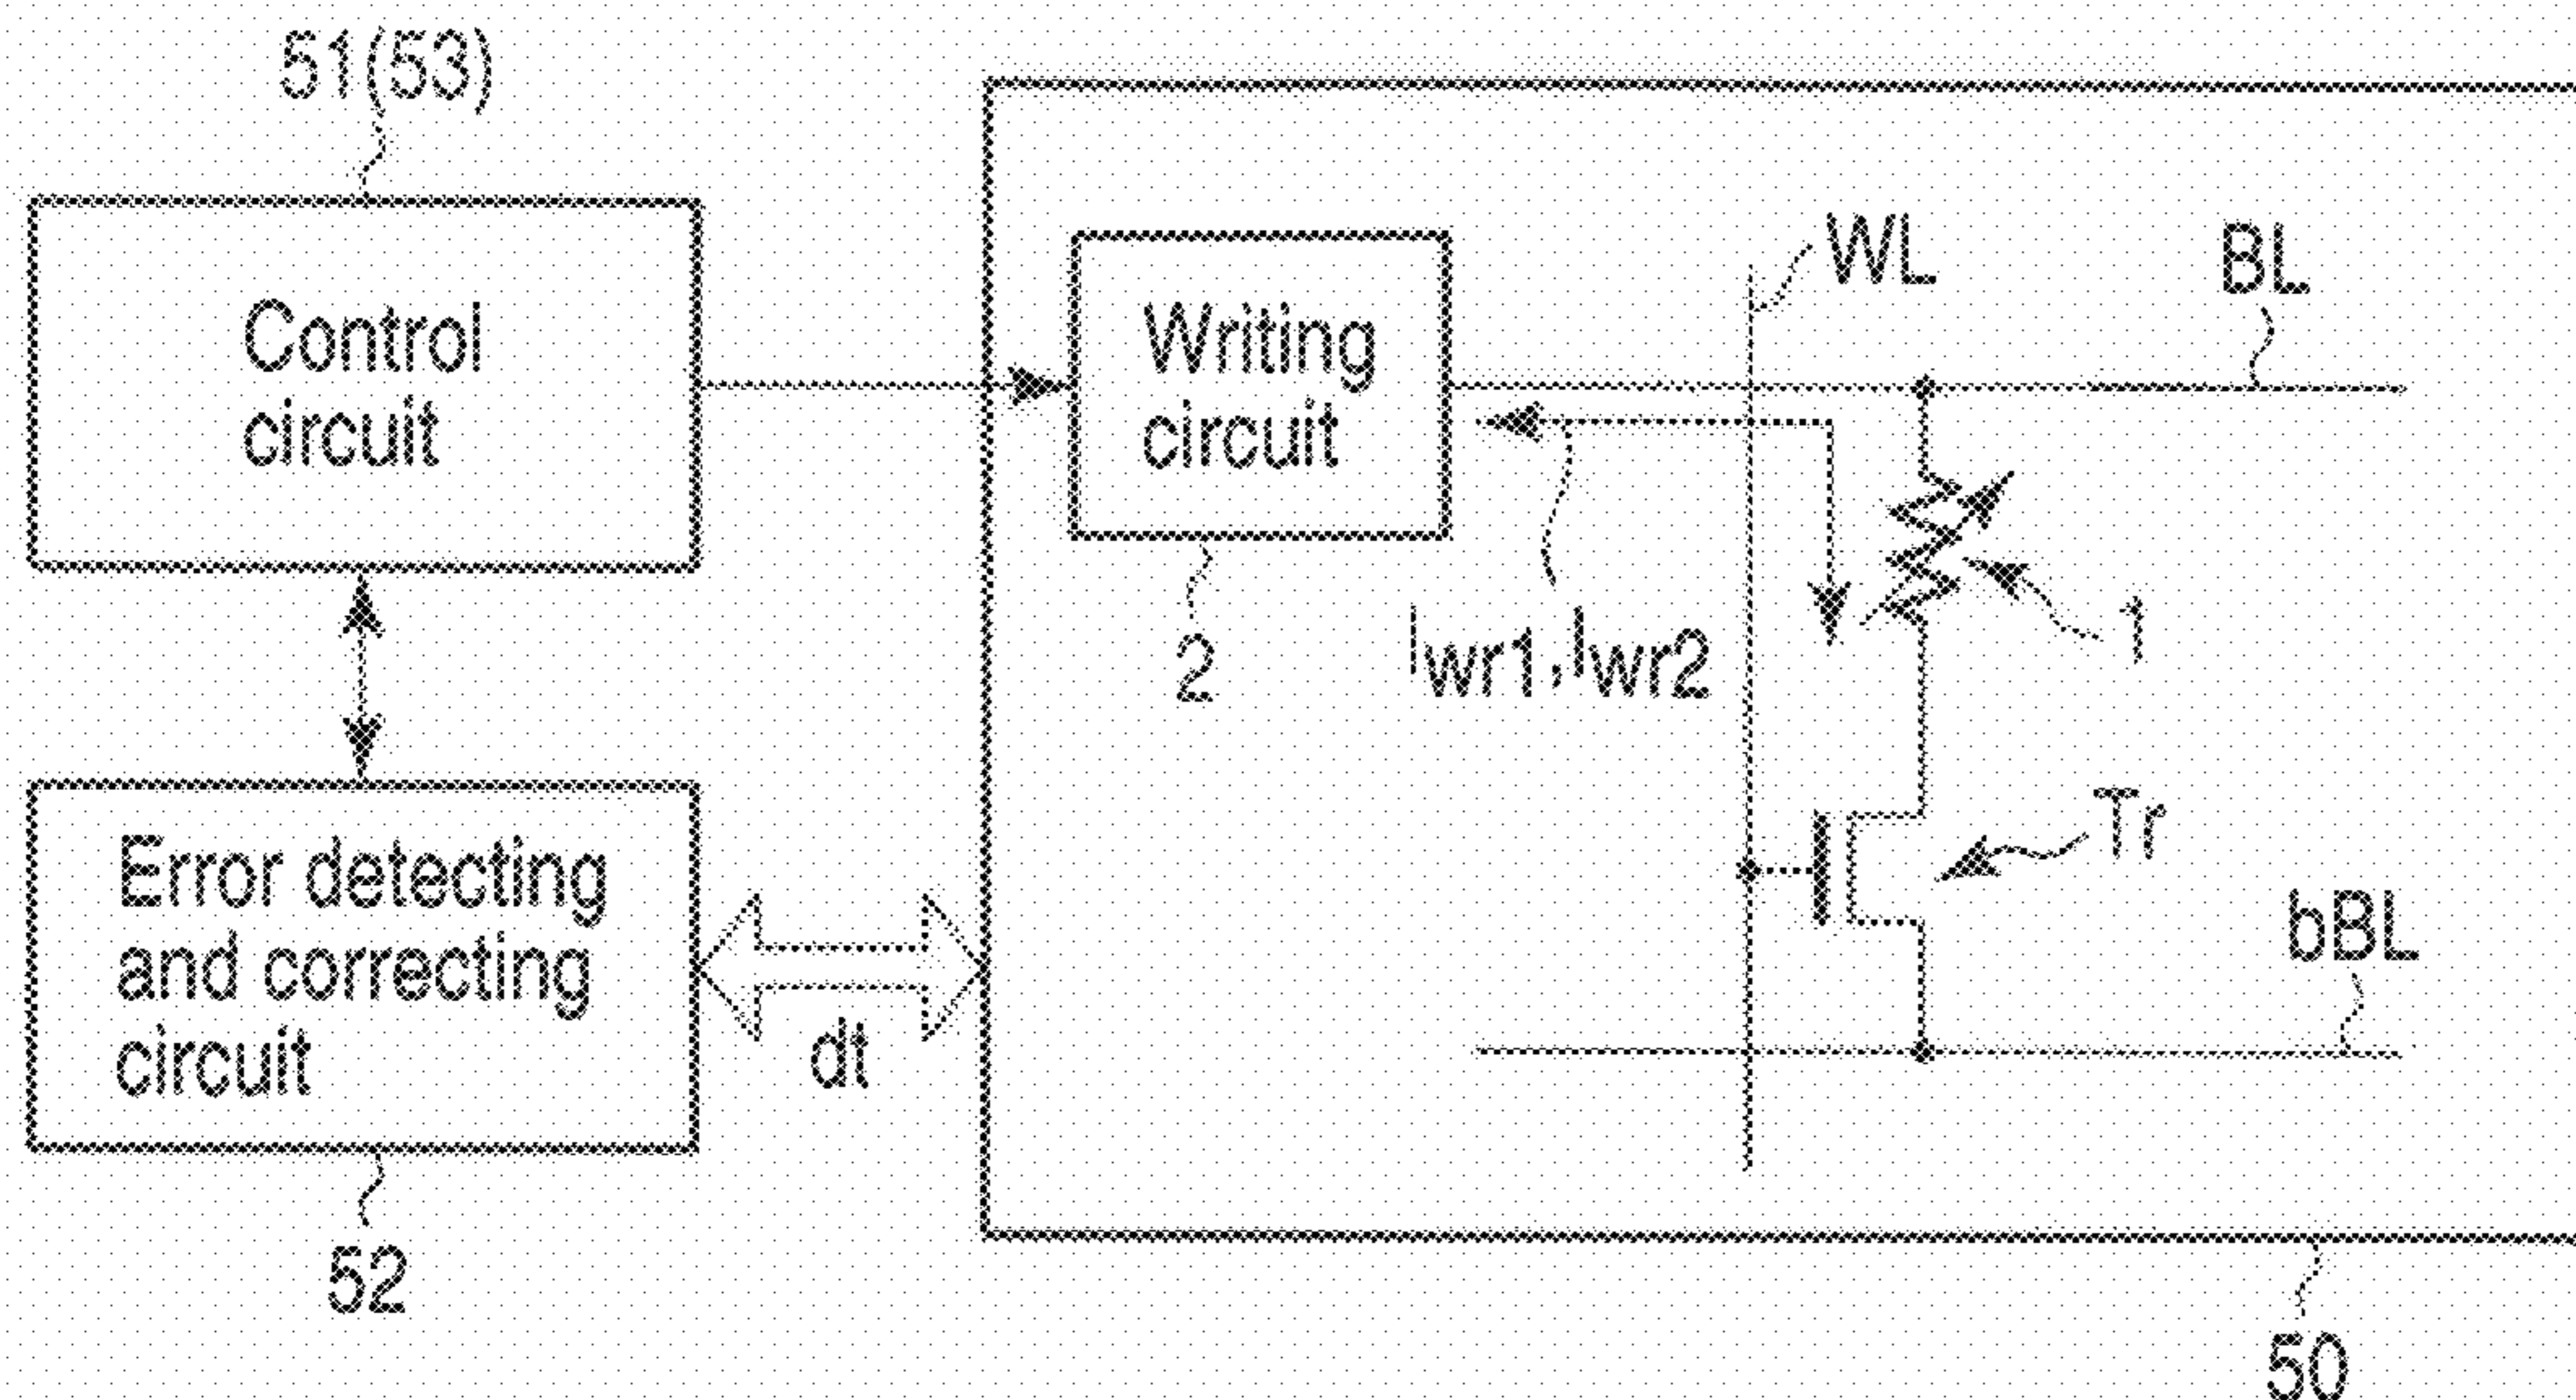 51(53)
Control
circuit
Writing
circuit
WL
BL
2
Iwr1,Iwr2
1
Error detecting
and correcting
circuit
dt
Tr
bBL
52
50